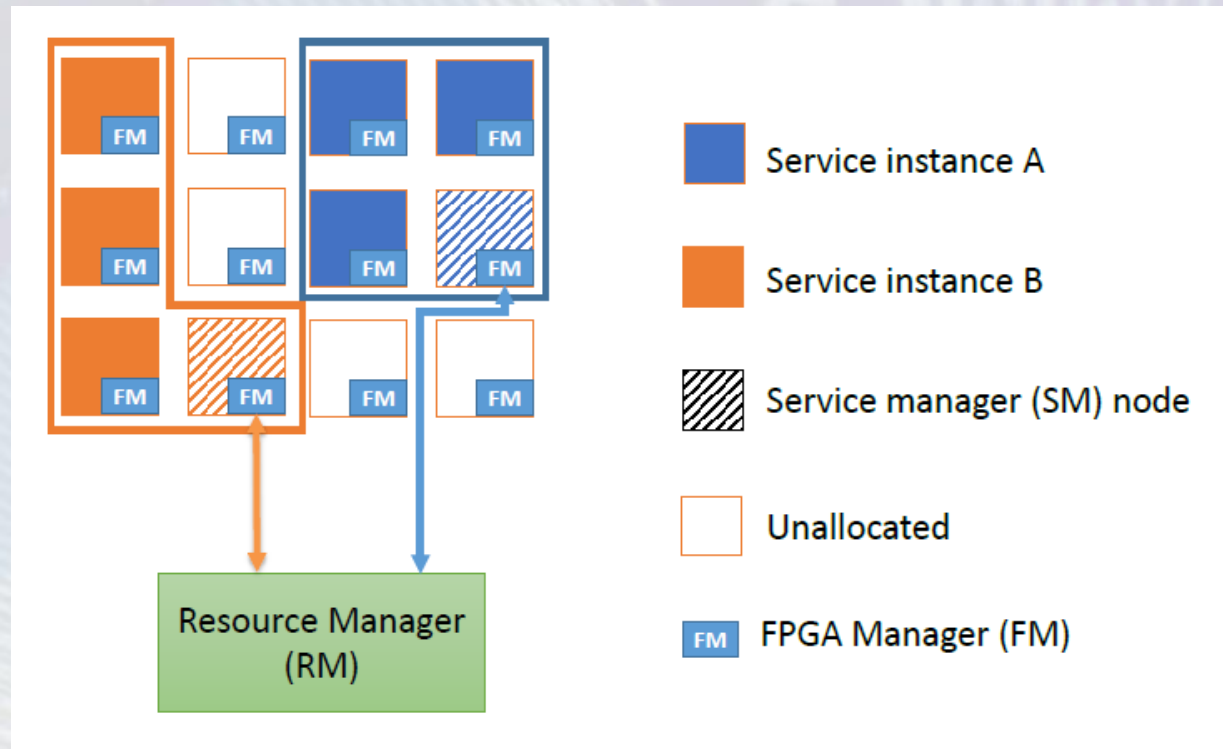 FM FM FM FM
Service instance A
FM FM FM FM
Service instance B
FM FM FM FM
Service manager (SM) node
Unallocated
Resource Manager
(RM)
FM FPGA Manager (FM)